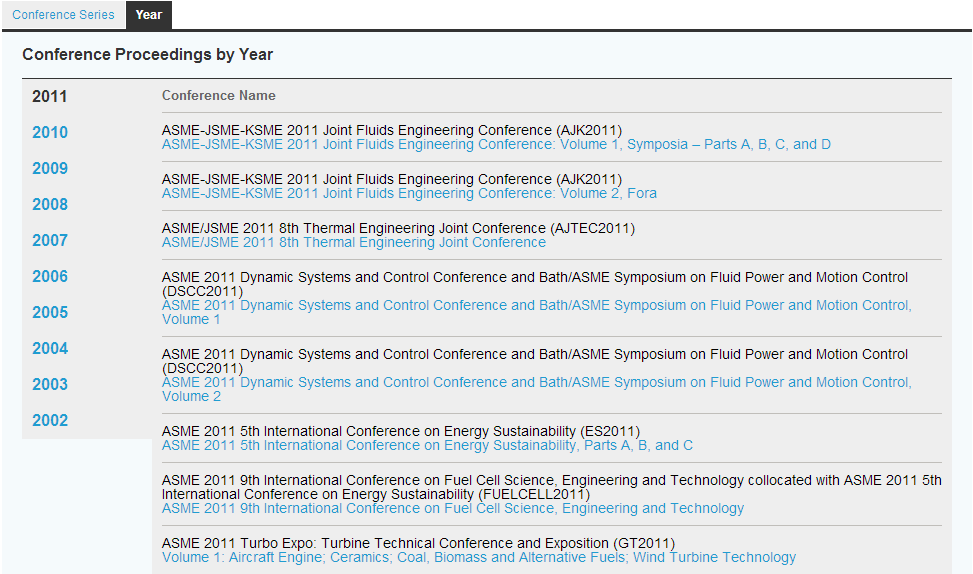 Conference Series
Year
Conference Proceedings by Year
2011
2010
2009
2008
2007
2006
2005
2004
2003
2002
Conference Name
ASME-JSME-KSME 2011 Joint Fluids Engineering Conference (AJK2011)
ASME-JSME-KSME 2011 Joint Fluids Engineering Conference: Volume 1, Symposia – Parts A, B, C, and D
ASME-JSME-KSME 2011 Joint Fluids Engineering Conference (AJK2011)
ASME-JSME-KSME 2011 Joint Fluids Engineering Conference: Volume 2, Fora
ASME/JSME 2011 8th Thermal Engineering Joint Conference (AJTEC2011)
ASME/JSME 2011 8th Thermal Engineering Joint Conference
ASME 2011 Dynamic Systems and Control Conference and Bath/ASME Symposium on Fluid Power and Motion Control
(DSCC2011)
ASME 2011 Dynamic Systems and Control Conference and Bath/ASME Symposium on Fluid Power and Motion Control,
Volume 1
ASME 2011 Dynamic Systems and Control Conference and Bath/ASME Symposium on Fluid Power and Motion Control
(DSCC2011)
ASME 2011 Dynamic Systems and Control Conference and Bath/ASME Symposium on Fluid Power and Motion Control,
Volume 2
ASME 2011 5th International Conference on Energy Sustainability (ES2011)
ASME 2011 5th International Conference on Energy Sustainability, Parts A, B, and C
ASME 2011 9th International Conference on Fuel Cell Science, Engineering and Technology collocated with ASME 2011 5th
International Conference on Energy Sustainability (FUELCELL2011)
ASME 2011 9th International Conference on Fuel Cell Science, Engineering and Technology
ASME 2011 Turbo Expo: Turbine Technical Conference and Exposition (GT2011)
Volume 1: Aircraft Engine; Ceramics; Coal, Biomass and Alternative Fuels; Wind Turbine Technology